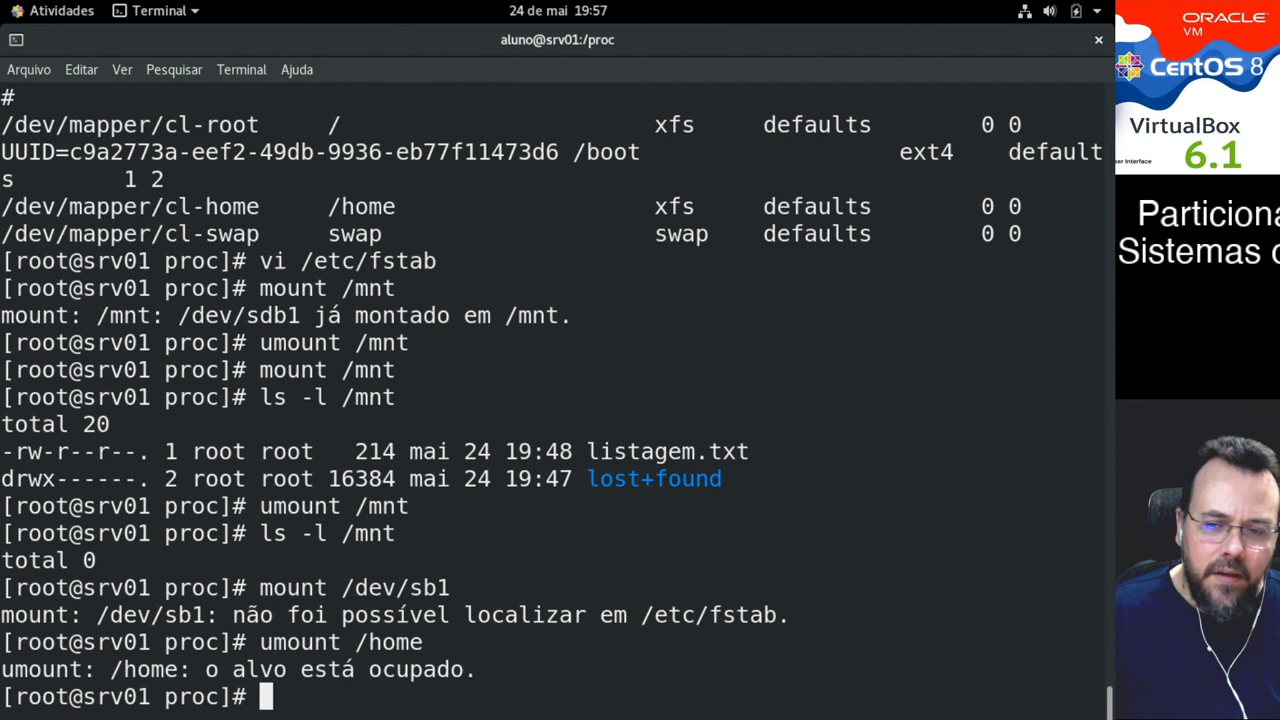 Atividades
Terminal
24 de mai 19:57
aluno@srv01:/proc
×
Arquivo Editar Ver Pesquisar Terminal Ajuda
#
/dev/mapper/cl-root / xfs defaults 0 0
UUID=c9a2773a-eef2-49db-9936-eb77f11473d6 /boot ext4 default
s 1 2
/dev/mapper/cl-home /home xfs defaults 0 0
/dev/mapper/cl-swap swap swap defaults 0 0
[root@srv01 proc]# vi /etc/fstab
[root@srv01 proc]# mount /mnt
mount: /mnt: /dev/sdb1 já montado em /mnt.
[root@srv01 proc]# umount /mnt
[root@srv01 proc]# mount /mnt
[root@srv01 proc]# ls -l /mnt
total 20
-rw-r--r--. 1 root root 214 mai 24 19:48 listagem.txt
drwx------. 2 root root 16384 mai 24 19:47 lost+found
[root@srv01 proc]# umount /mnt
[root@srv01 proc]# ls -l /mnt
total 0
[root@srv01 proc]# mount /dev/sb1
mount: /dev/sb1: não foi possível localizar em /etc/fstab.
[root@srv01 proc]# umount /home
umount: /home: o alvo está ocupado.
[root@srv01 proc]#
ORACLE
VM
CentOS 8
VirtualBox
er Interface
6.1
Particiona
Sistemas